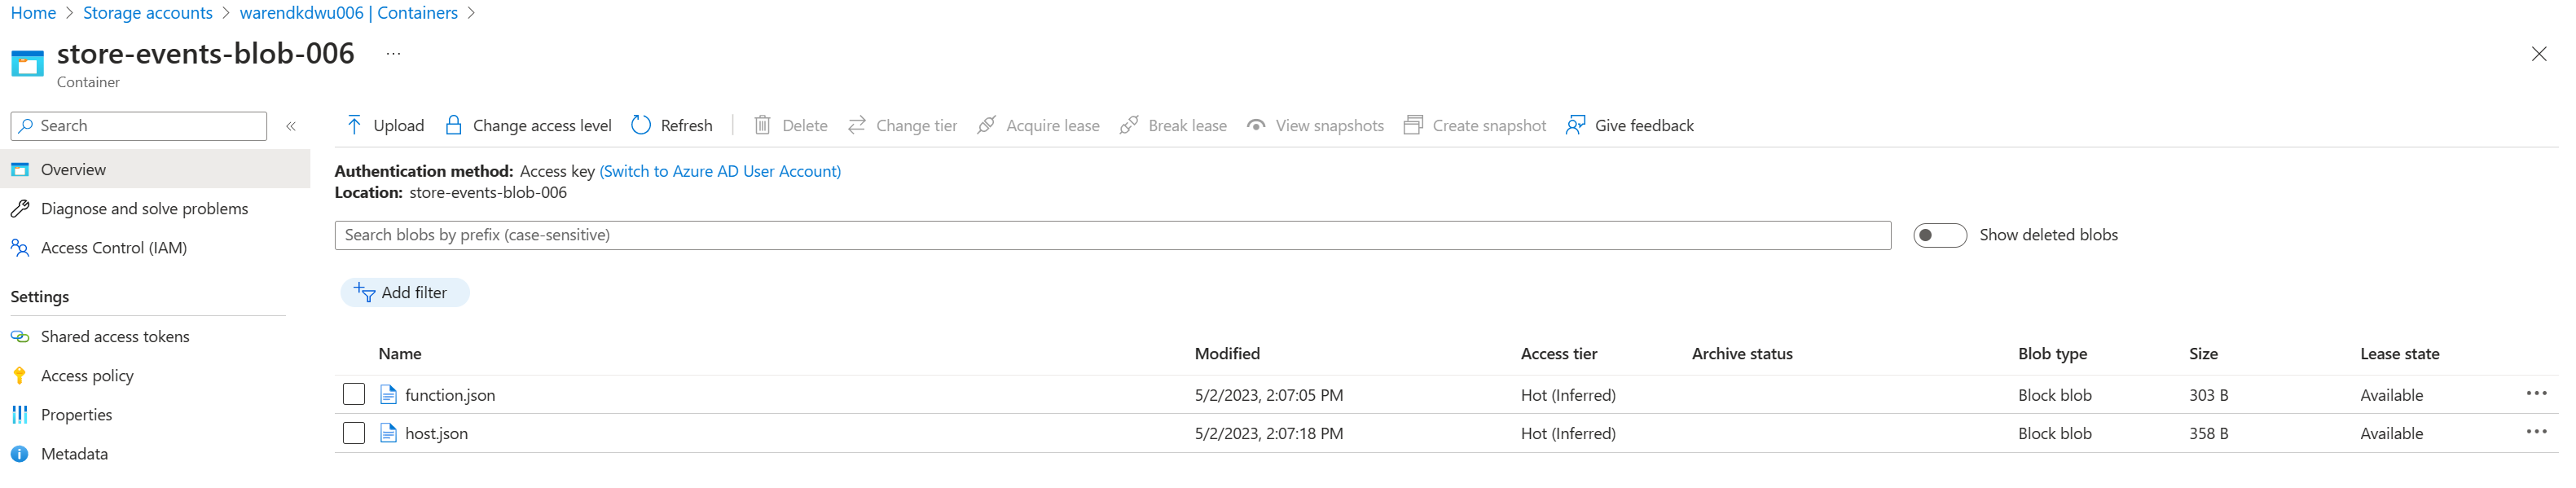 Home > Storage accounts > warendkdwu006 | Containers >
store-events-blob-006 ...
Container
Search «
Upload Change access level Refresh Delete Change tier Acquire lease Break lease View snapshots Create snapshot Give feedback
Overview
Diagnose and solve problems
Access Control (IAM)
Settings
Shared access tokens
Access policy
Properties
Metadata
Authentication method: Access key (Switch to Azure AD User Account)
Location: store-events-blob-006
Search blobs by prefix (case-sensitive) Show deleted blobs
Add filter
Name Modified Access tier Archive status Blob type Size Lease state
function.json 5/2/2023, 2:07:05 PM Hot (Inferred) Block blob 303 B Available ...
host.json 5/2/2023, 2:07:18 PM Hot (Inferred) Block blob 358 B Available ...